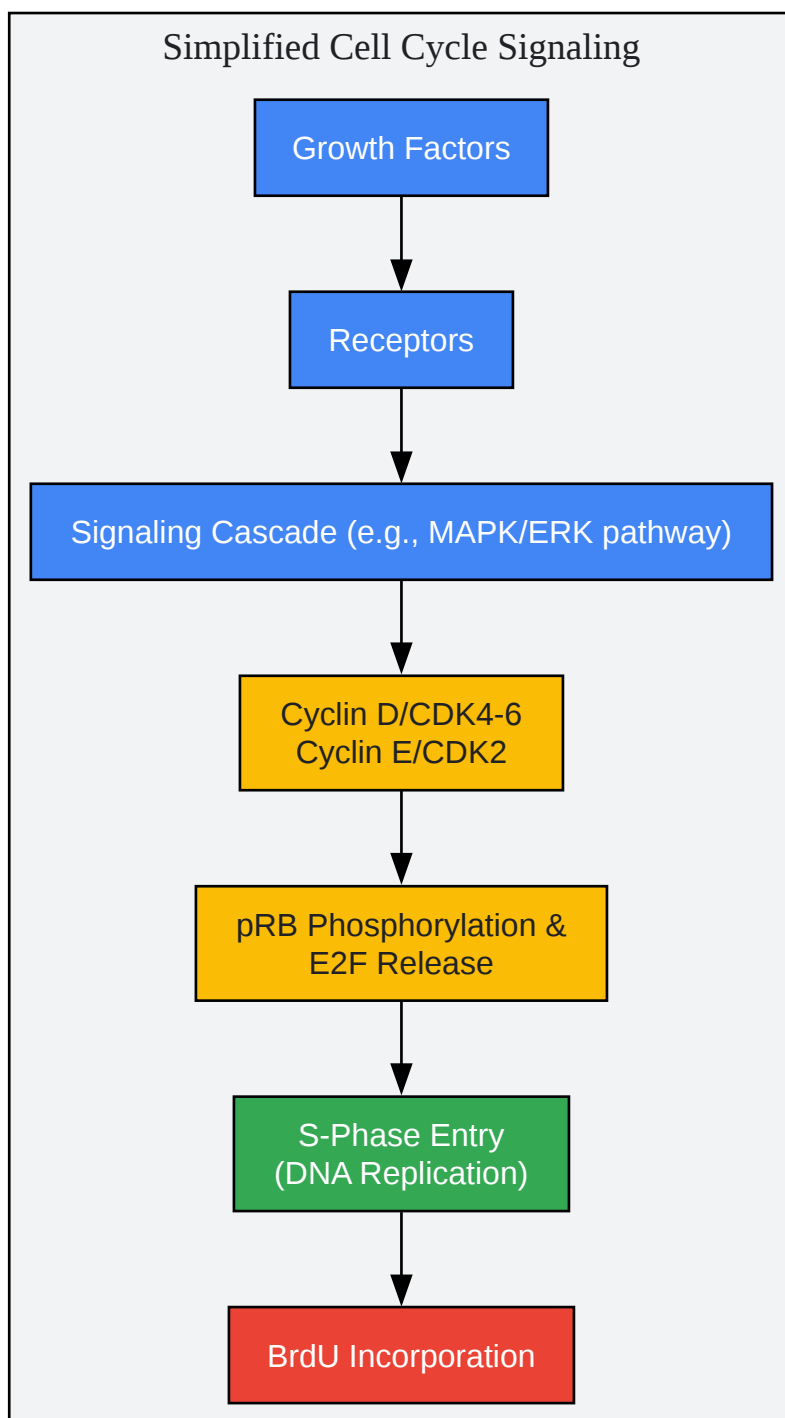 Simplified Cell Cycle Signaling
Growth Factors
Receptors
Signaling Cascade (e.g., MAPK/ERK pathway)
Cyclin D/CDK4-6
Cyclin E/CDK2
pRB Phosphorylation &
E2F Release
S-Phase Entry
(DNA Replication)
BrdU Incorporation